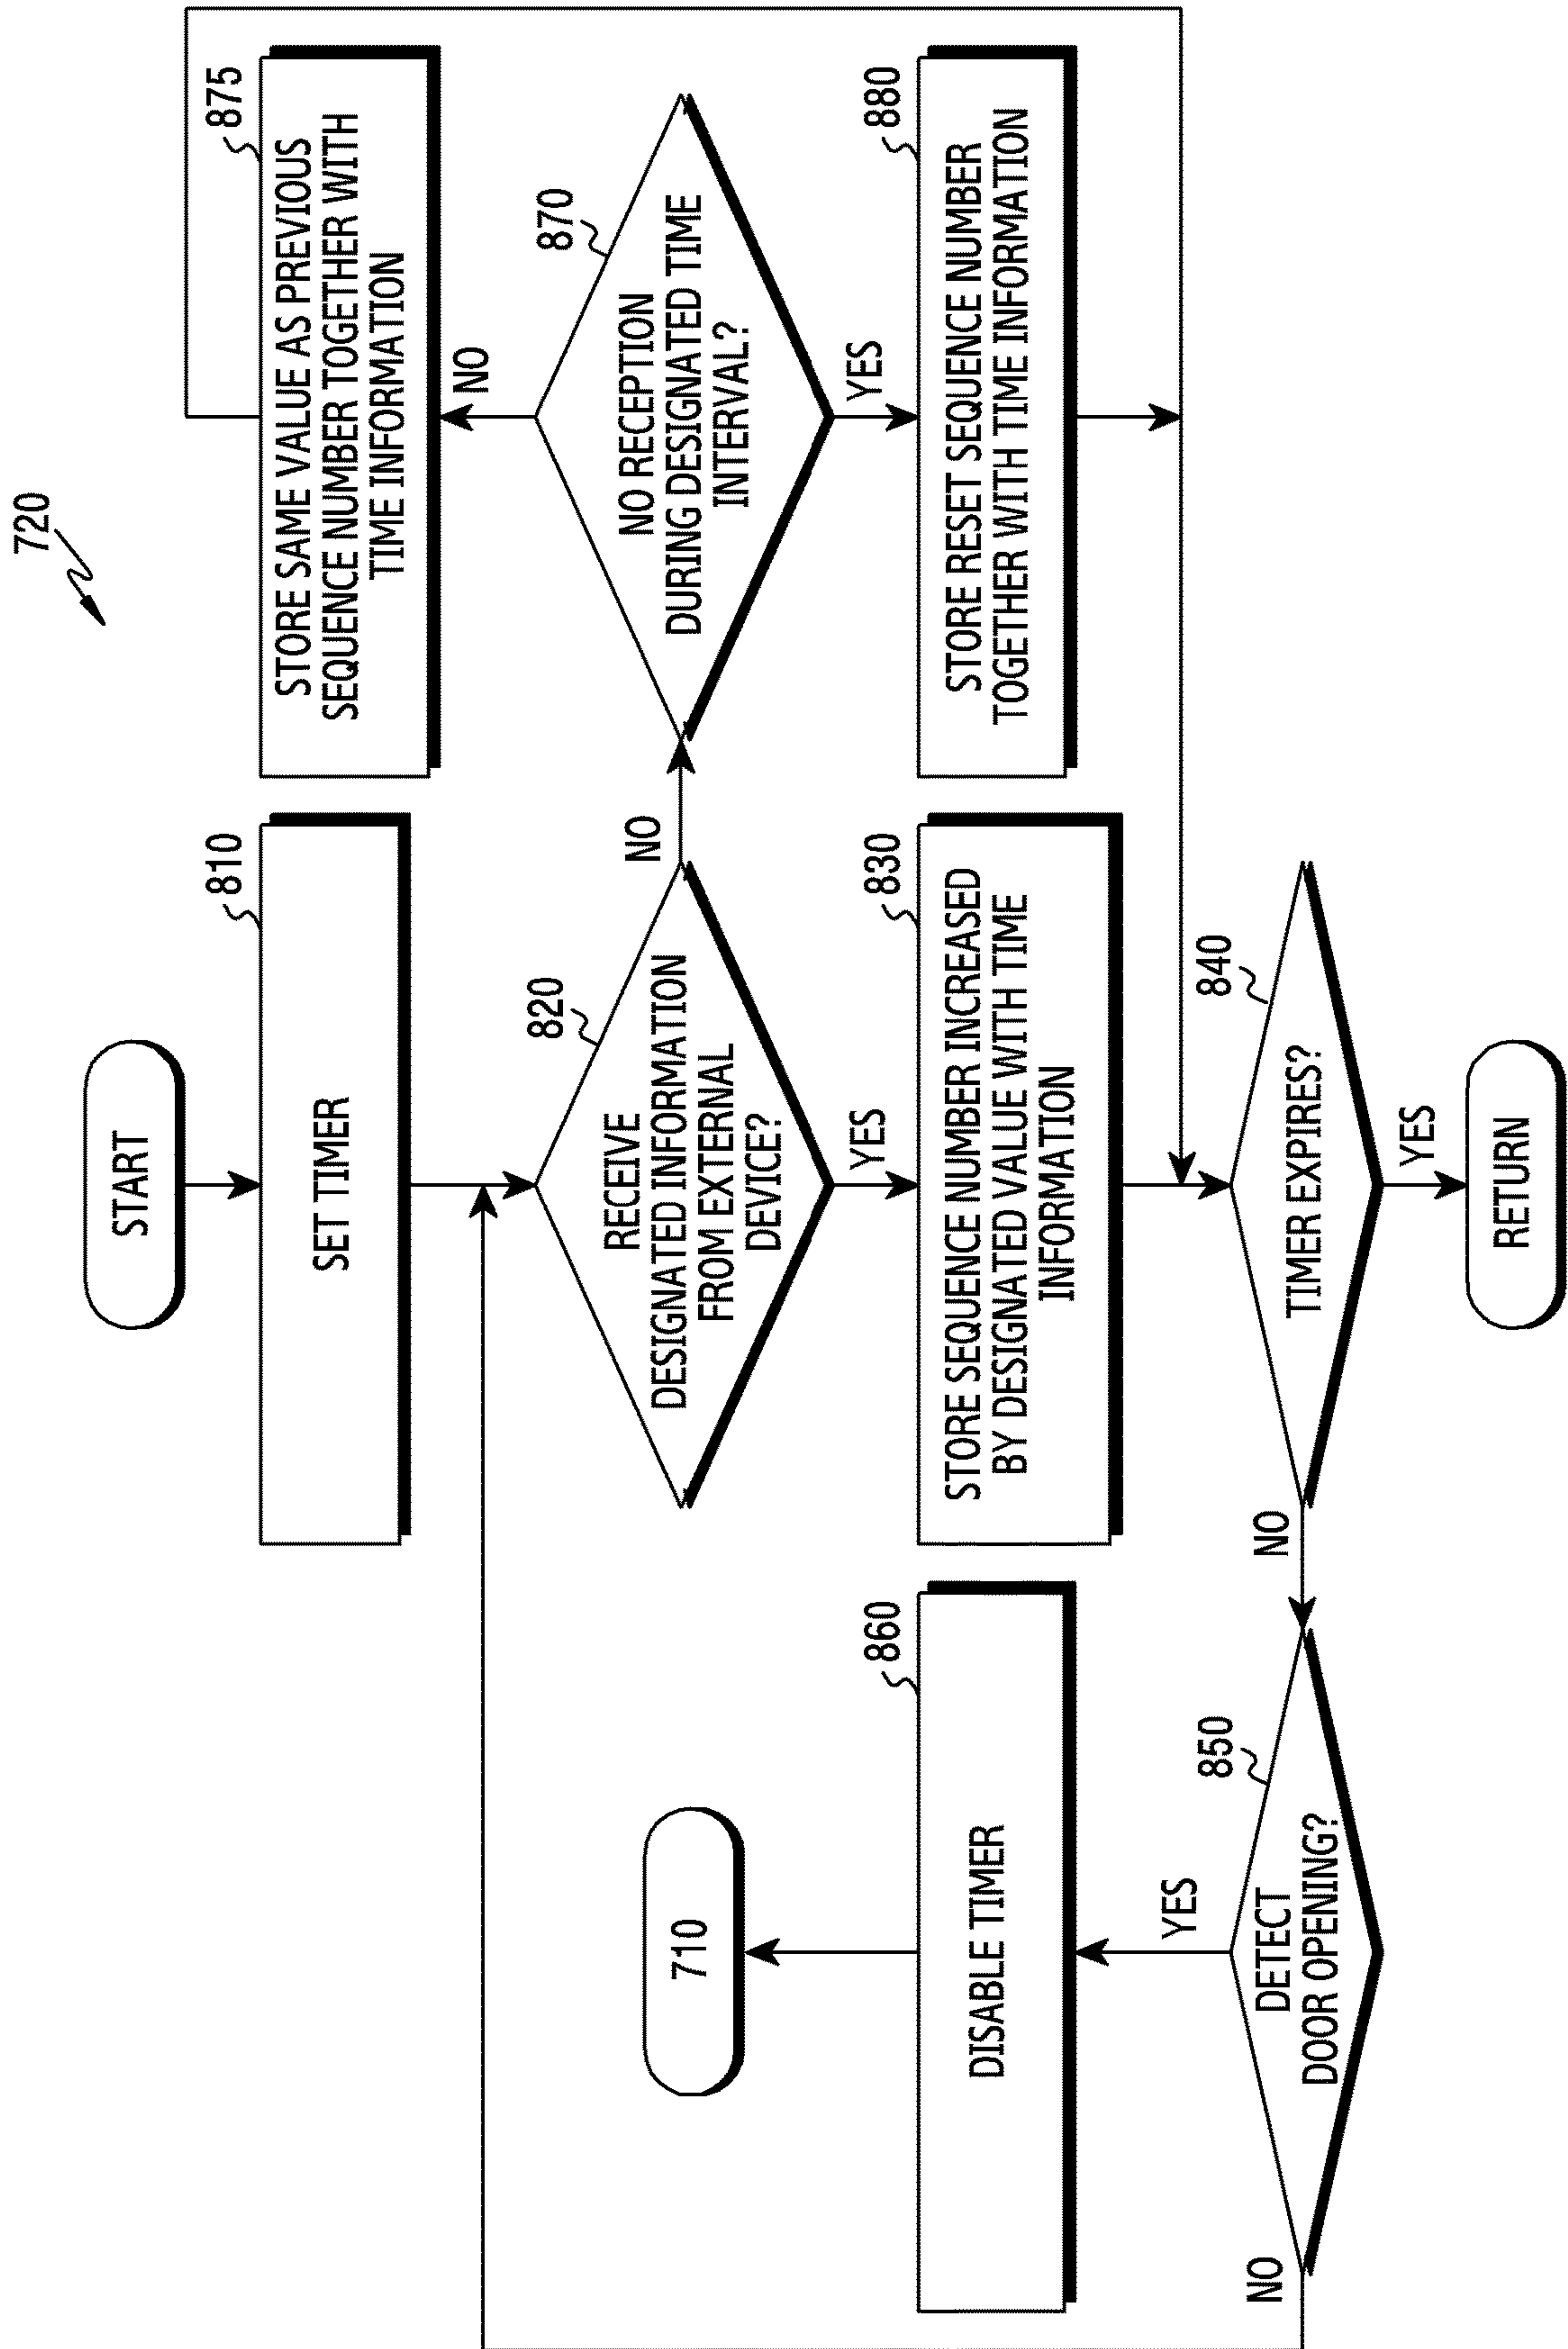 720
START
810
SET TIMER
820
RECEIVE
DESIGNATED INFORMATION
FROM EXTERNAL
DEVICE?
NO
YES
830
STORE SEQUENCE NUMBER INCREASED
BY DESIGNATED VALUE WITH TIME
INFORMATION
840
TIMER EXPIRES?
NO
YES
RETURN
850
DETECT
DOOR OPENING?
NO
YES
860
DISABLE TIMER
710
870
NO RECEPTION
DURING DESIGNATED TIME
INTERVAL?
NO
YES
875
STORE SAME VALUE AS PREVIOUS
SEQUENCE NUMBER TOGETHER WITH
TIME INFORMATION
880
STORE RESET SEQUENCE NUMBER
TOGETHER WITH TIME INFORMATION